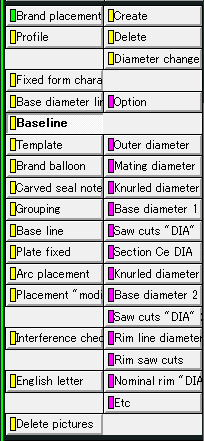 Brand placement
Create
Profile
Delete
Diameter change
Fixed form chara
Base diameter lin
Option
Baseline
Template
Outer diameter
Brand balloon
Mating diameter
Carved seal note
Knurled diameter
Grouping
Base diameter 1
Base line
Saw cuts "DIA"
Plate fixed
Section Ce DIA
Arc placement
Knurled diameter
Placement "modi
Base diameter 2
Saw cuts "DIA"
Interference chec
Rim line diameter
Rim saw cuts
English letter
Nominal rim "DIA
Etc
Delete pictures